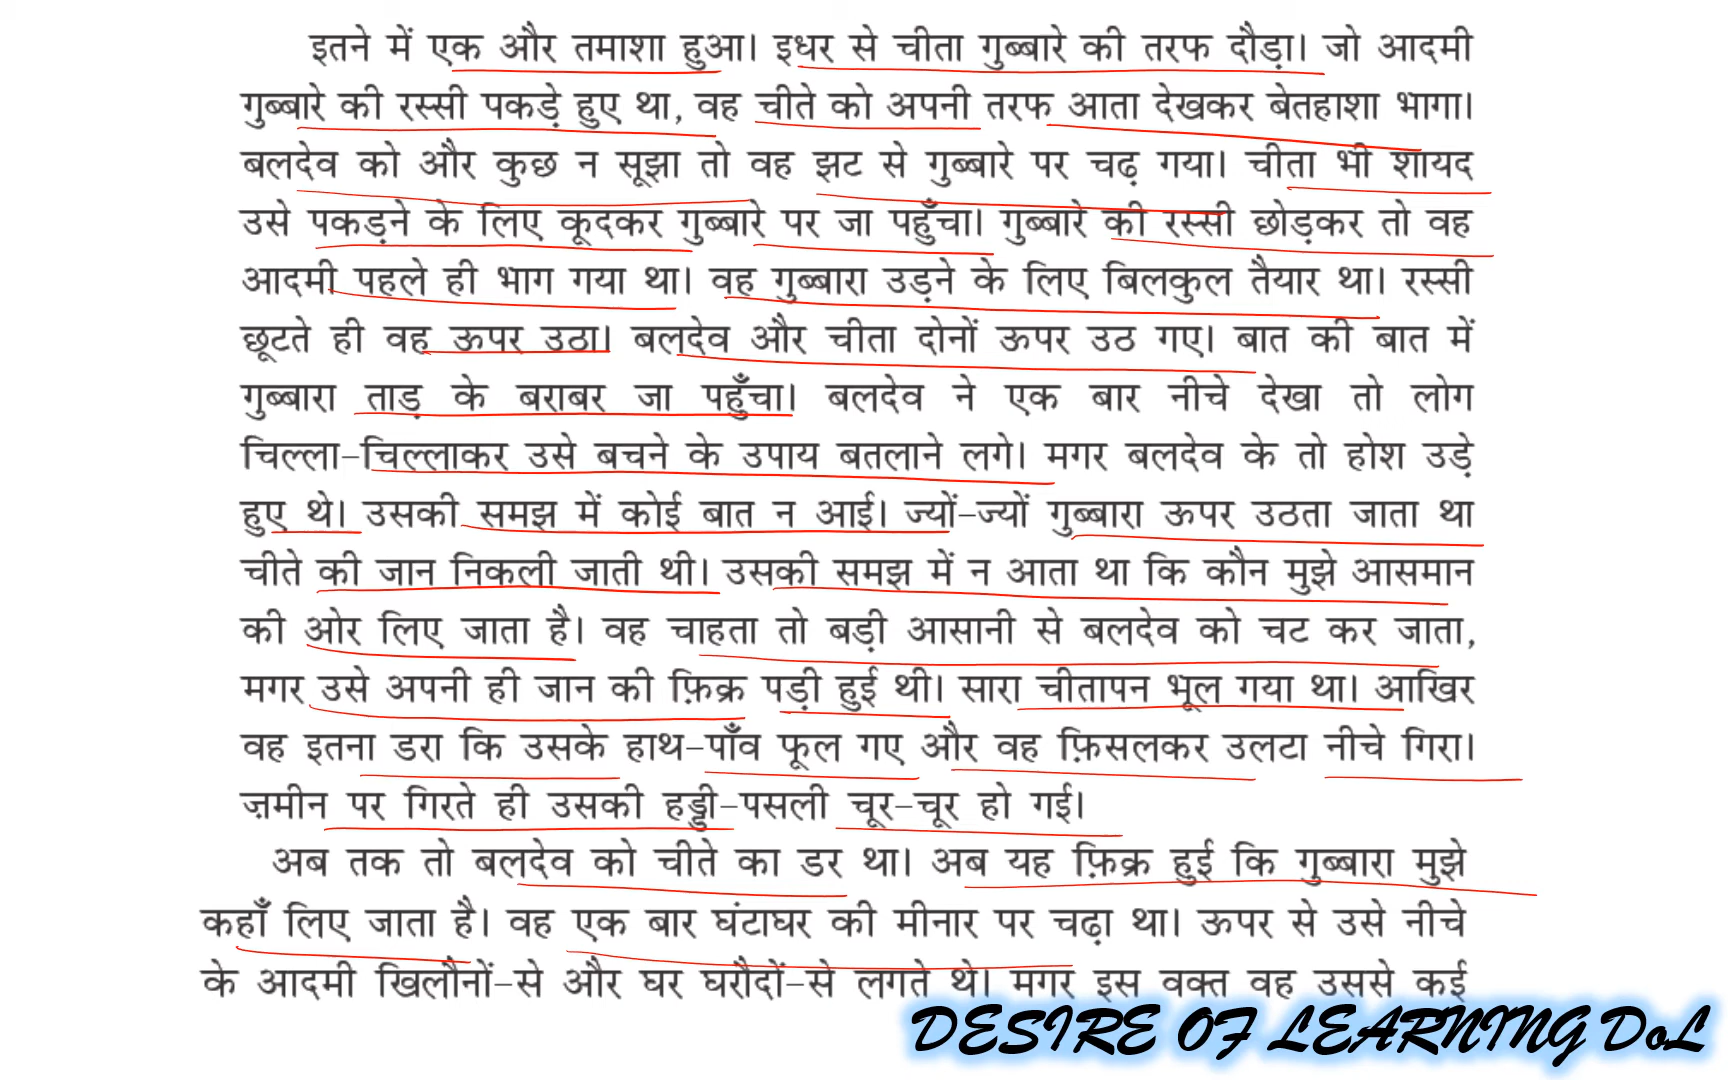 इतने में एक और तमाशा हुआ। इधर से चीता गुब्बारे की तरफ दौड़ा। जो आदमी
गुब्बारे की रस्सी पकड़े हुए था, वह चीते को अपनी तरफ आता देखकर बेतहाशा भागा।
बलदेव को और कुछ न सूझा तो वह झट से गुब्बारे पर चढ़ गया। चीता भी शायद
उसे पकड़ने के लिए कूदकर गुब्बारे पर जा पहुँचा। गुब्बारे की रस्सी छोड़कर तो वह
आदमी पहले ही भाग गया था। वह गुब्बारा उड़ने के लिए बिलकुल तैयार था। रस्सी
छूटते ही वह ऊपर उठा। बलदेव और चीता दोनों ऊपर उठ गए। बात की बात में
गुब्बारा ताड़ के बराबर जा पहुँचा। बलदेव ने एक बार नीचे देखा तो लोग
चिल्ला-चिल्लाकर उसे बचने के उपाय बतलाने लगे। मगर बलदेव के तो होश उड़े
हुए थे। उसकी समझ में कोई बात न आई। ज्यों-ज्यों गुब्बारा ऊपर उठता जाता था
चीते की जान निकली जाती थी। उसकी समझ में न आता था कि कौन मुझे आसमान
की ओर लिए जाता है। वह चाहता तो बड़ी आसानी से बलदेव को चट कर जाता,
मगर उसे अपनी ही जान की फ़िक्र पड़ी हुई थी। सारा चीतापन भूल गया था। आखिर
वह इतना डरा कि उसके हाथ-पाँव फूल गए और वह फ़िसलकर उलटा नीचे गिरा।
ज़मीन पर गिरते ही उसकी हड्डी-पसली चूर-चूर हो गई।
अब तक तो बलदेव को चीते का डर था। अब यह फ़िक्र हुई कि गुब्बारा मुझे
कहाँ लिए जाता है। वह एक बार घंटाघर की मीनार पर चढ़ा था। ऊपर से उसे नीचे
के आदमी खिलौनों-से और घर घरौदों-से लगते थे। मगर इस वक्त वह उससे कई
DESIRE OF LEARNING DoL